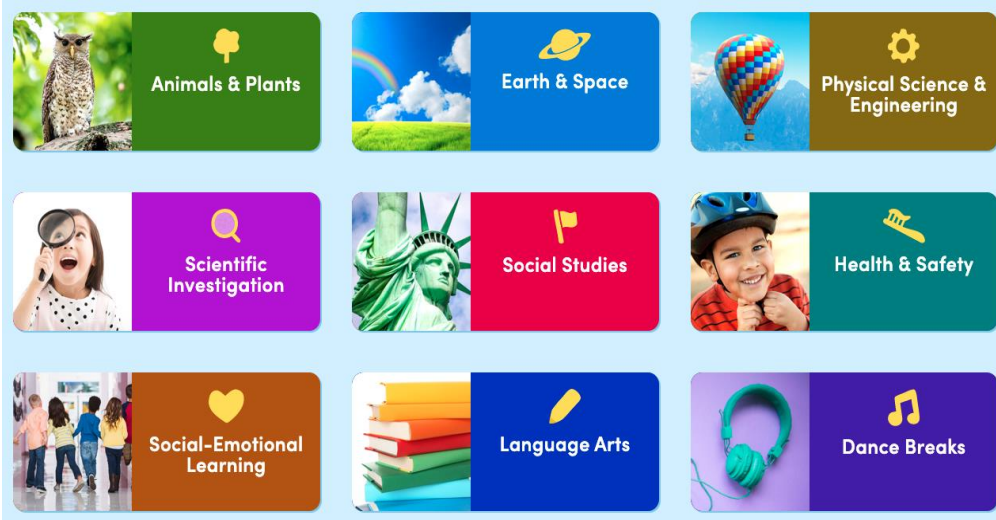 Animals & Plants
Earth & Space
Physical Science &
Engineering
Scientific
Investigation
Social Studies
Health & Safety
Social-Emotional
Learning
Language Arts
Dance Breaks